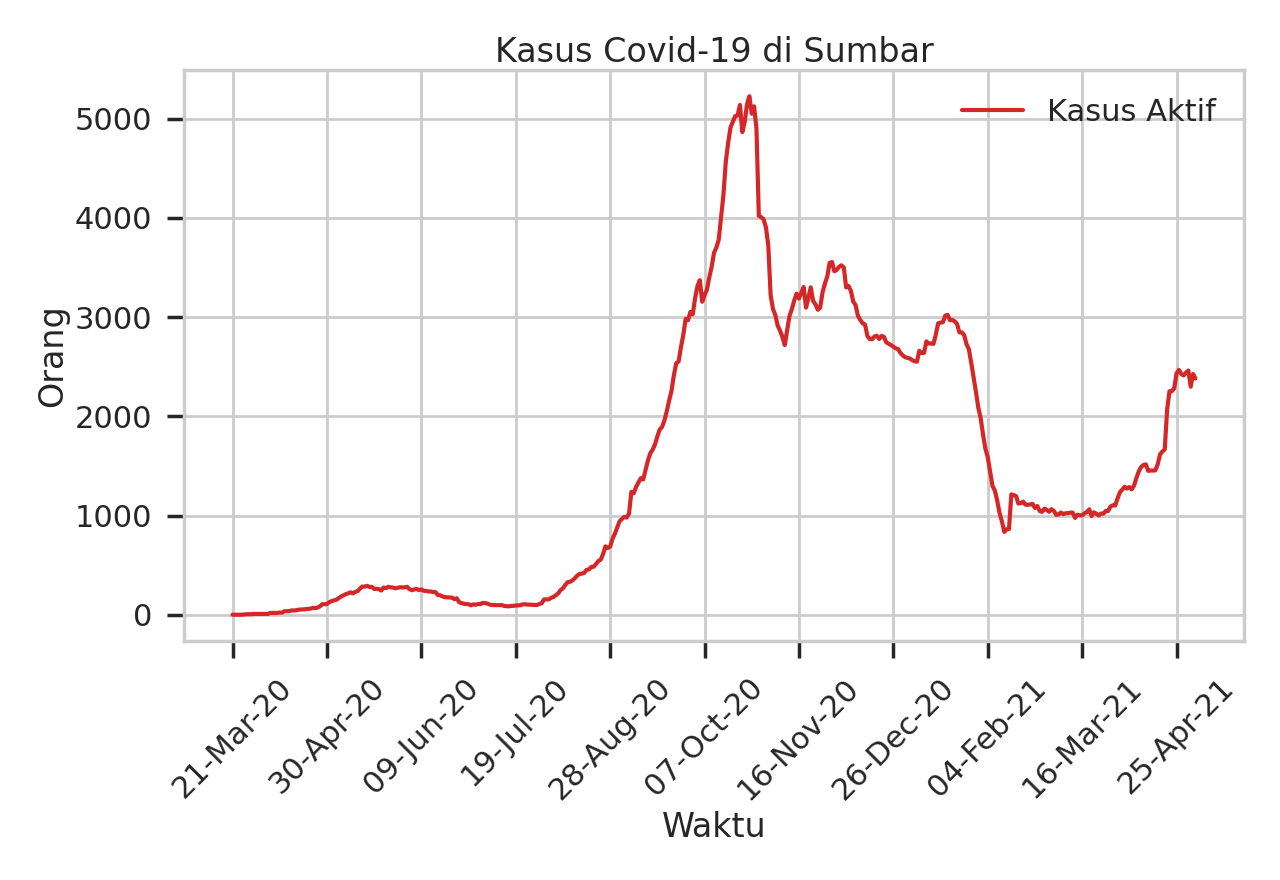 Kasus Covid-19 di Sumbar
Kasus Aktif
Orang
5000
4000
3000
2000
1000
0
21-Mar-20
30-Apr-20
09-Jun-20
19-Jul-20
28-Aug-20
07-Oct-20
16-Nov-20
26-Dec-20
04-Feb-21
16-Mar-21
25-Apr-21
Waktu